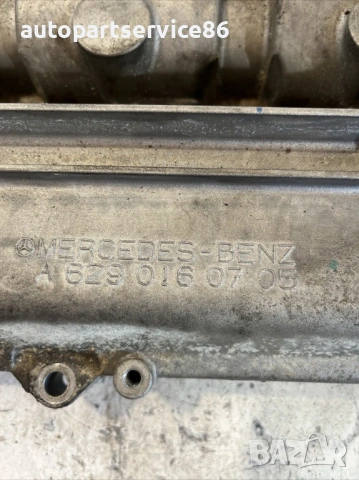 autopartservice86
MERCEDES-BENZ
A 629 016 07 05
BAZAR